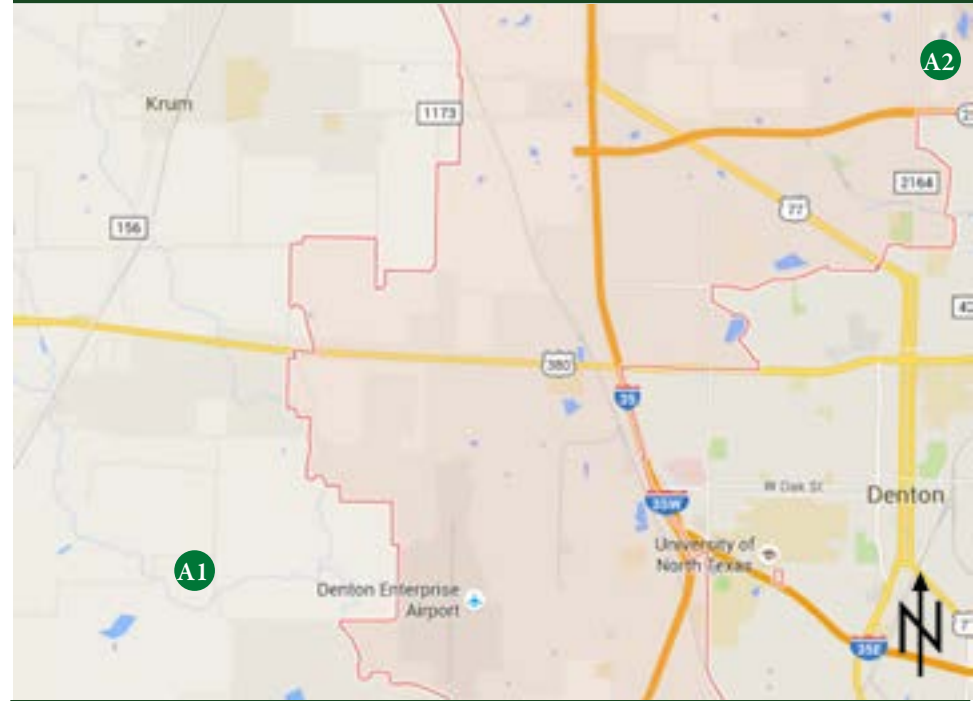 A2
Krum
1173
2164
156
77
380
35
W Oak St
35W
Denton
University of
North Texas
A1
Denton Enterprise
Airport
35E
N